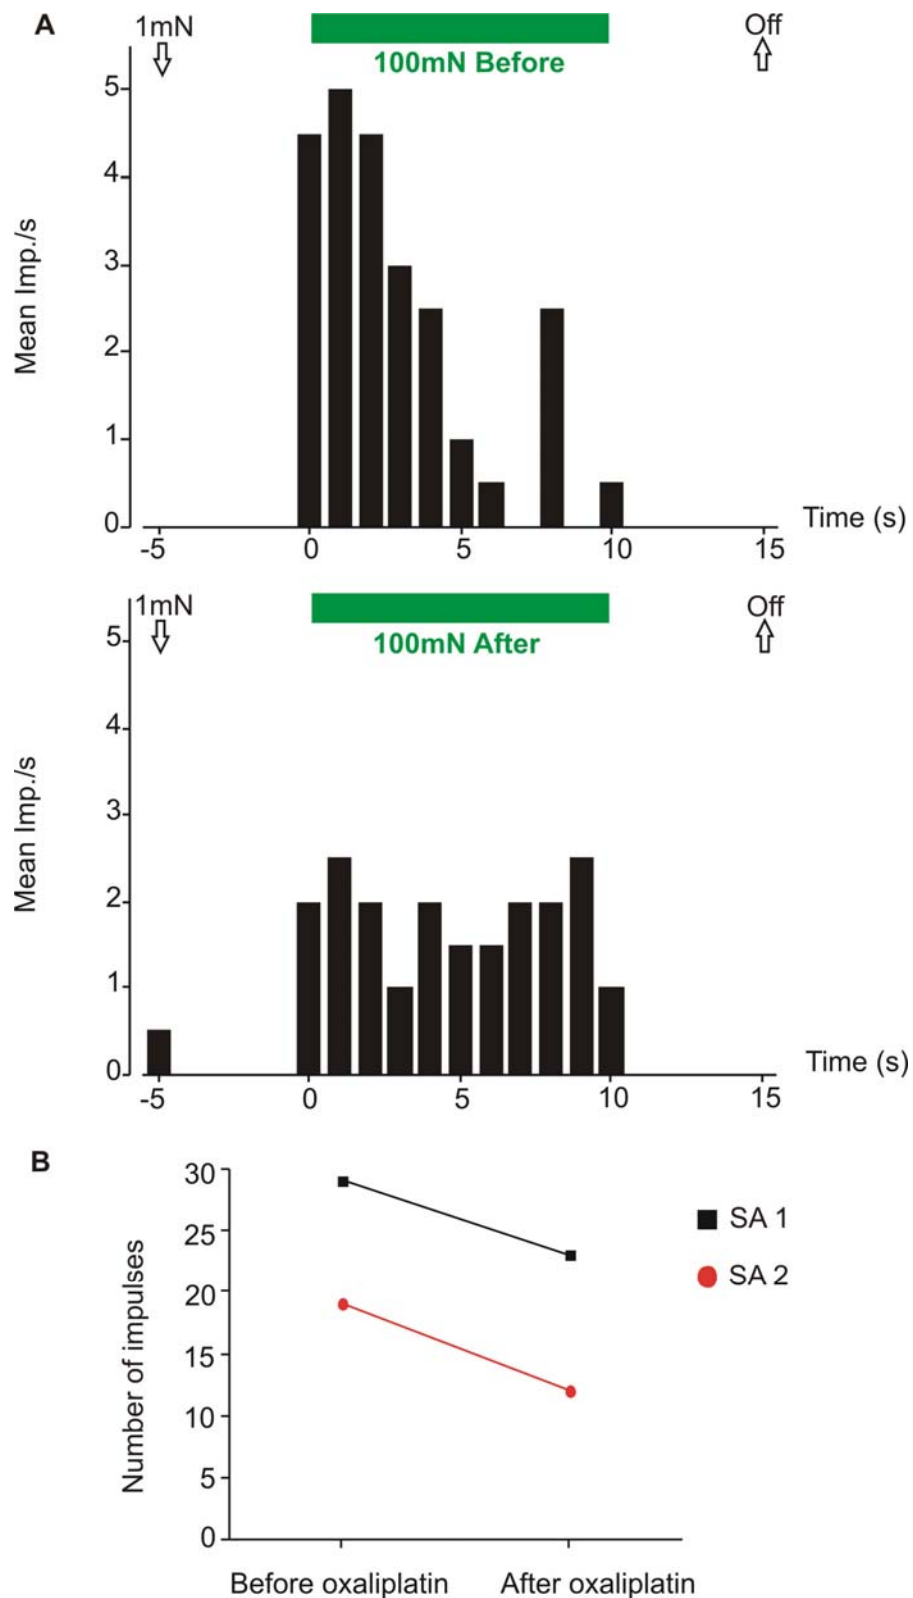 A
1mN
Off
100mN Before
Mean Imp./s
5
4
3
2
1
0
-5
0
5
10
15
Time (s)
1mN
Off
100mN After
Mean Imp./s
5
4
3
2
1
0
-5
0
5
10
15
Time (s)
B
Number of impulses
30
25
20
15
10
5
0
SA 1
SA 2
Before oxaliplatin
After oxaliplatin